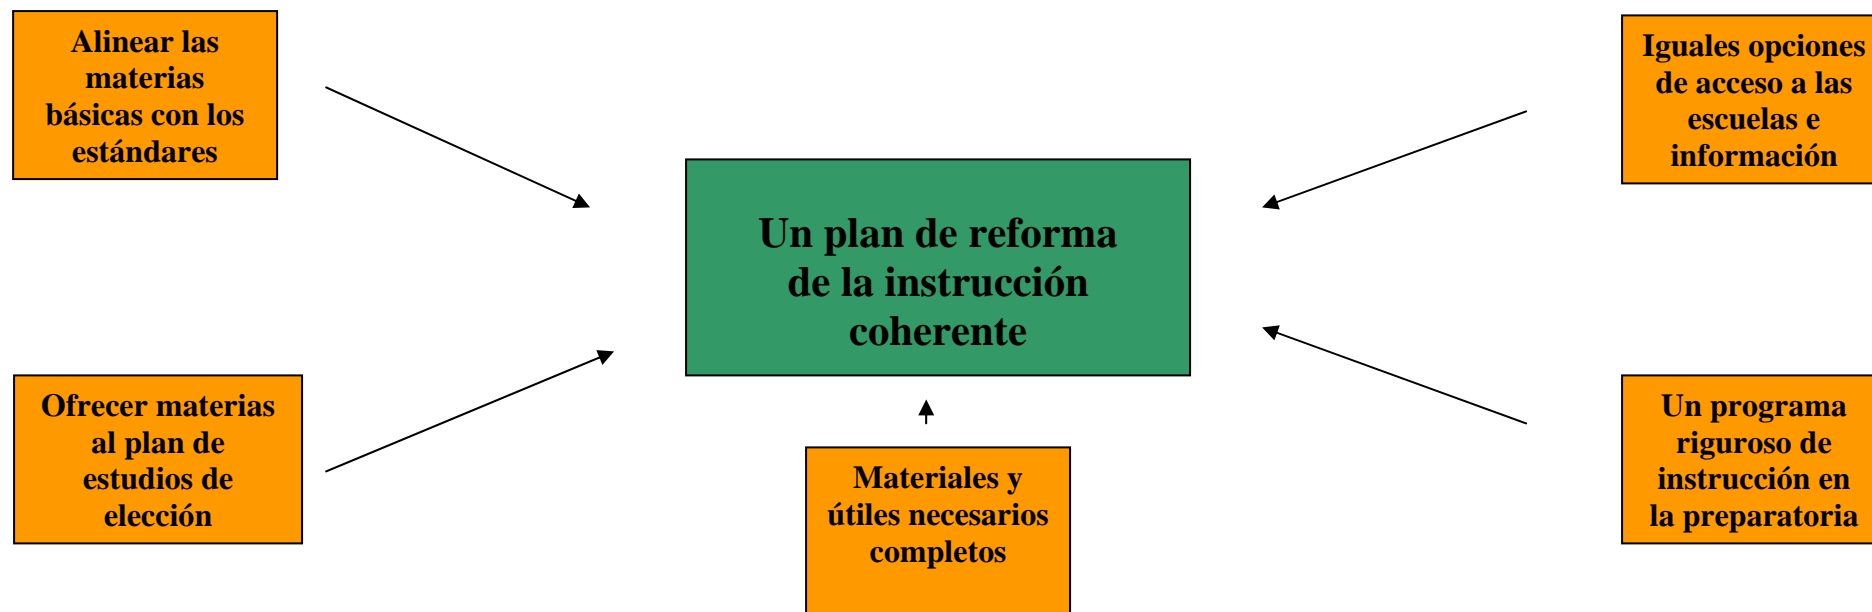 Alinear las
materias
básicas con los
estándares
Iguales opciones
de acceso a las
escuelas e
información
Un plan de reforma
de la instrucción
coherente
Ofrecer materias
al plan de
estudios de
elección
Materiales y
útiles necesarios
completos
Un programa
riguroso de
instrucción en
la preparatoria